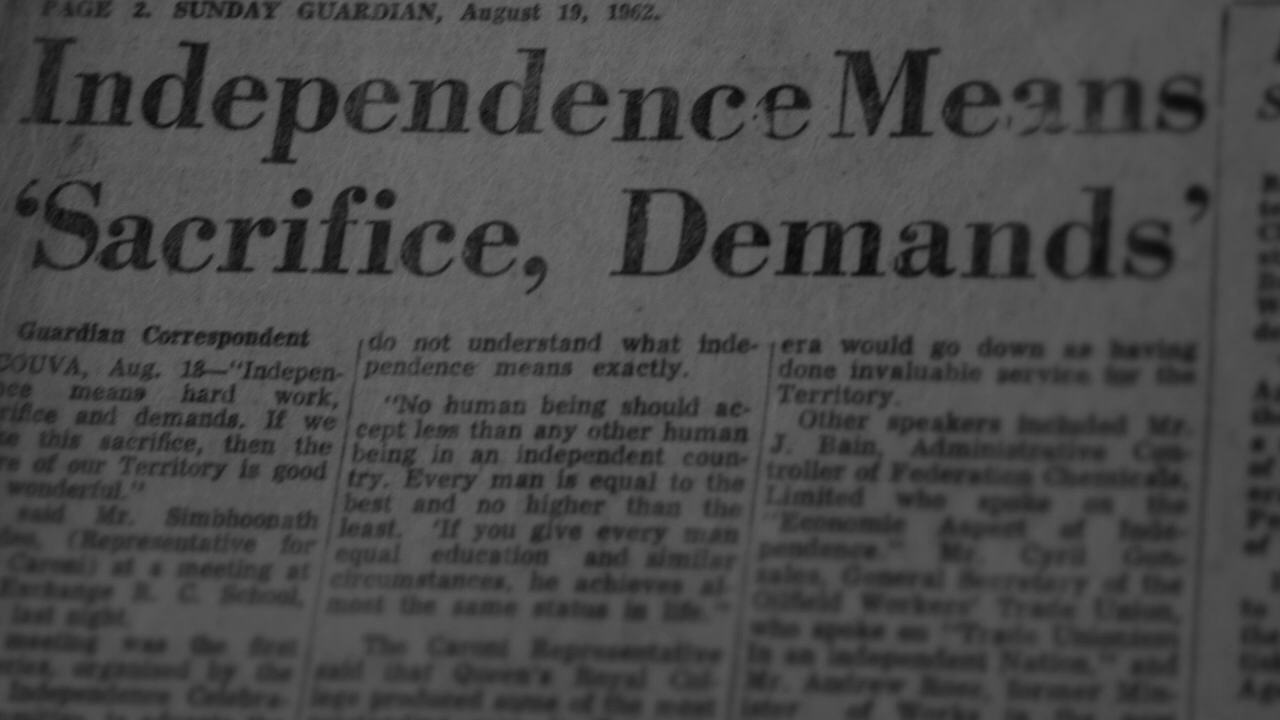 PAGE 2. SUNDAY GUARDIAN, August 19, 1962.
Independence Means
‘Sacrifice, Demands’
Guardian Correspondent
COUVA, Aug. 18—“Indepen-
nce means hard work,
rifice and demands. If we
this sacrifice, then the
re of our Territory is good
wonderful.”
said Mr. Simbhoonath
(Representative for
Caroni) at a meeting at
Exchange R. C. School,
last night.
meeting was the first
organised by the
Independence Celebra-
do not understand what inde-
pendence means exactly.
“No human being should ac-
cept less than any other human
being in an independent coun-
try. Every man is equal to the
best and no higher than the
least. ‘If you give every man
equal education and similar
circumstances, he achieves al-
most the same status in life.”
The Caroni Representative
said that Queen's Royal Col-
lege produced some of the most
era would go down as having
done invaluable service for the
Territory.
Other speakers included Mr.
J. Bain, Administrative Con-
troller of Federation Chemicals,
Limited who spoke on the
“Economic Aspect of Inde-
pendence.” Mr. Cyril Gon-
sales, General Secretary of the
Oilfield Workers' Trade Union,
who spoke on “Trade Unionism
in an Independent Nation,” and
Mr. Andrew Rose, former Min-
ister of Works in the